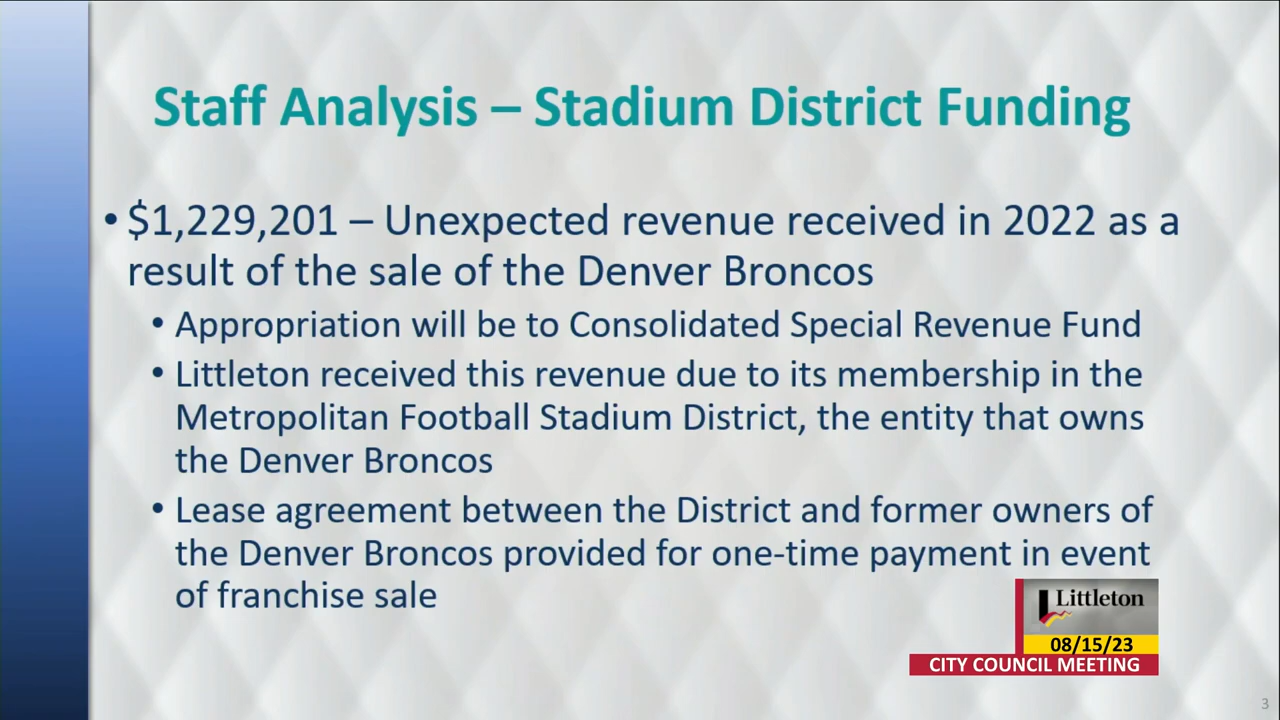 Staff Analysis – Stadium District Funding
• $1,229,201 – Unexpected revenue received in 2022 as a
result of the sale of the Denver Broncos
• Appropriation will be to Consolidated Special Revenue Fund
• Littleton received this revenue due to its membership in the
Metropolitan Football Stadium District, the entity that owns
the Denver Broncos
• Lease agreement between the District and former owners of
the Denver Broncos provided for one-time payment in event
of franchise sale
Littleton
08/15/23
CITY COUNCIL MEETING
3